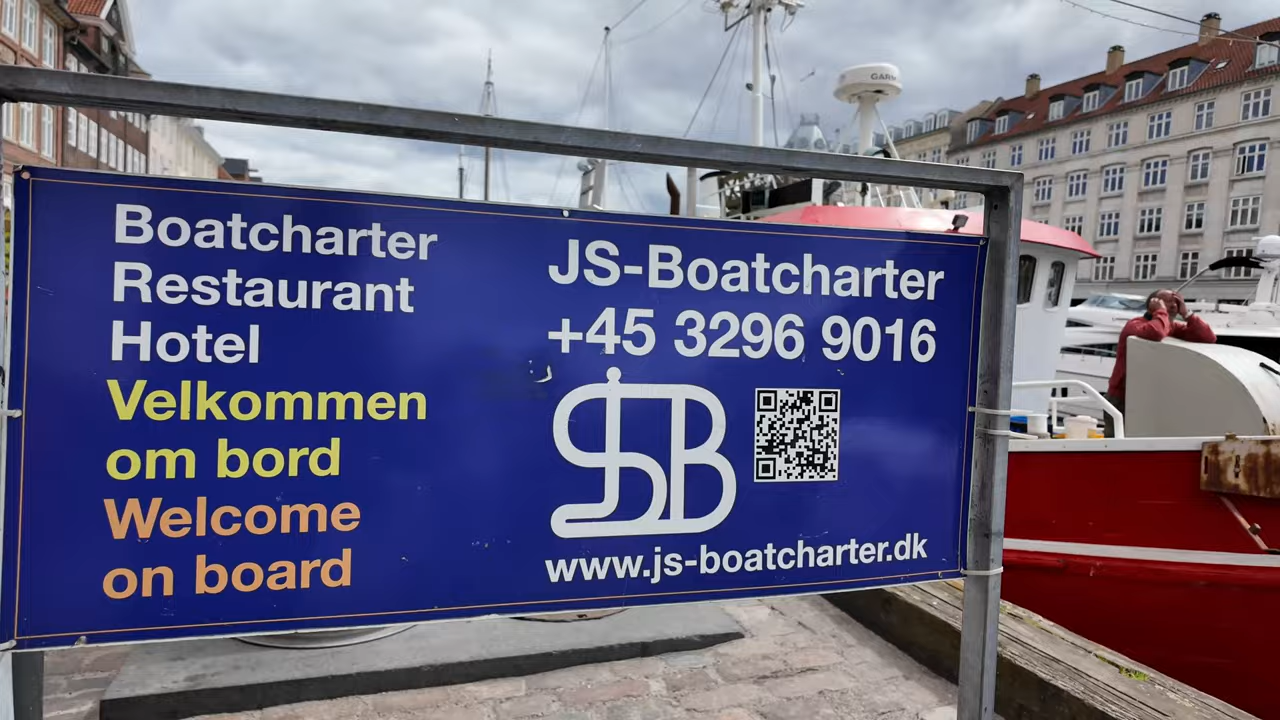 Boatcharter
Restaurant
Hotel
Velkommen
om bord
Welcome
on board
JS-Boatcharter
+45 3296 9016
JSB
www.js-boatcharter.dk